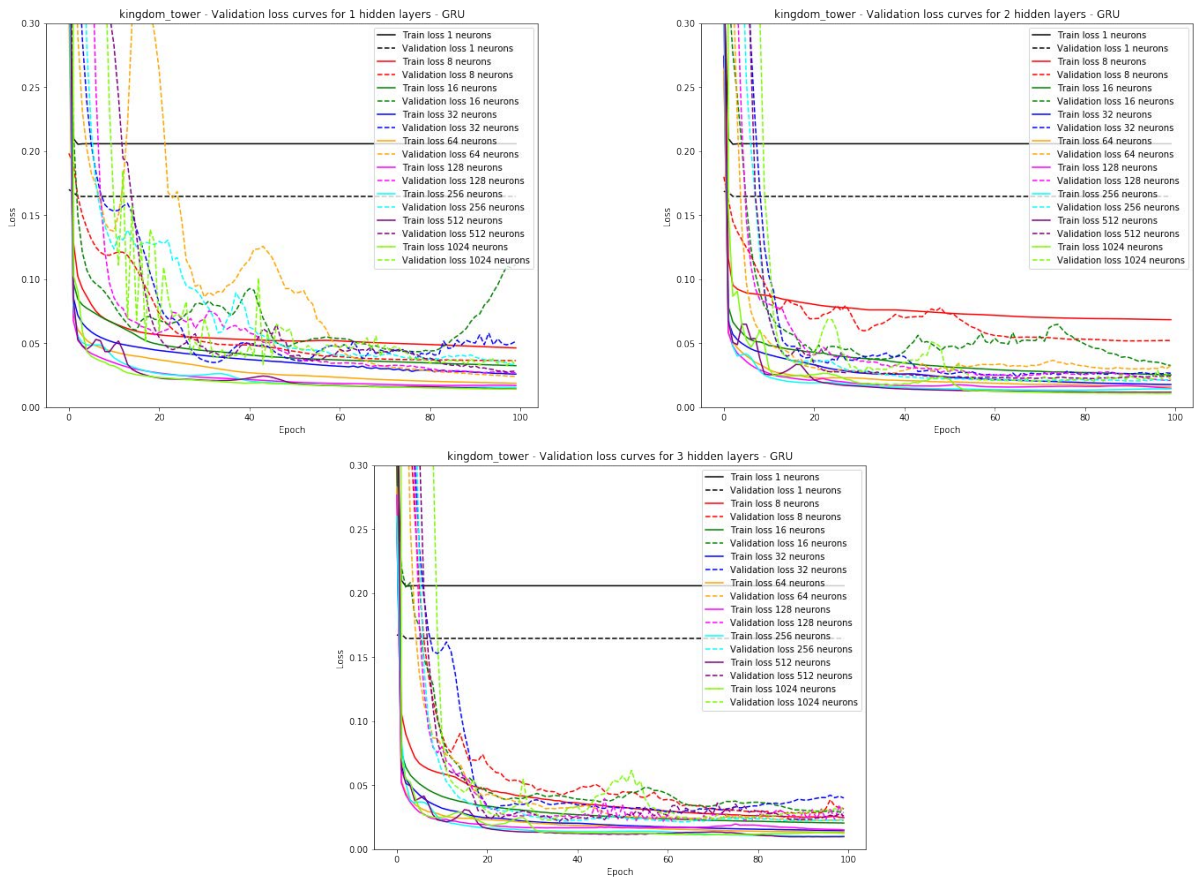 kingdom_tower - Validation loss curves for 1 hidden layers - GRU
0.30
0.25
0.20
0.15
0.10
0.05
0.00
Loss
0
20
40
60
80
100
Epoch
Train loss 1 neurons
Validation loss 1 neurons
Train loss 8 neurons
Validation loss 8 neurons
Train loss 16 neurons
Validation loss 16 neurons
Train loss 32 neurons
Validation loss 32 neurons
Train loss 64 neurons
Validation loss 64 neurons
Train loss 128 neurons
Validation loss 128 neurons
Train loss 256 neurons
Validation loss 256 neurons
Train loss 512 neurons
Validation loss 512 neurons
Train loss 1024 neurons
Validation loss 1024 neurons
kingdom_tower - Validation loss curves for 2 hidden layers - GRU
0.30
0.25
0.20
0.15
0.10
0.05
0.00
Loss
0
20
40
60
80
100
Epoch
Train loss 1 neurons
Validation loss 1 neurons
Train loss 8 neurons
Validation loss 8 neurons
Train loss 16 neurons
Validation loss 16 neurons
Train loss 32 neurons
Validation loss 32 neurons
Train loss 64 neurons
Validation loss 64 neurons
Train loss 128 neurons
Validation loss 128 neurons
Train loss 256 neurons
Validation loss 256 neurons
Train loss 512 neurons
Validation loss 512 neurons
Train loss 1024 neurons
Validation loss 1024 neurons
kingdom_tower - Validation loss curves for 3 hidden layers - GRU
0.30
0.25
0.20
0.15
0.10
0.05
0.00
Loss
0
20
40
60
80
100
Epoch
Train loss 1 neurons
Validation loss 1 neurons
Train loss 8 neurons
Validation loss 8 neurons
Train loss 16 neurons
Validation loss 16 neurons
Train loss 32 neurons
Validation loss 32 neurons
Train loss 64 neurons
Validation loss 64 neurons
Train loss 128 neurons
Validation loss 128 neurons
Train loss 256 neurons
Validation loss 256 neurons
Train loss 512 neurons
Validation loss 512 neurons
Train loss 1024 neurons
Validation loss 1024 neurons